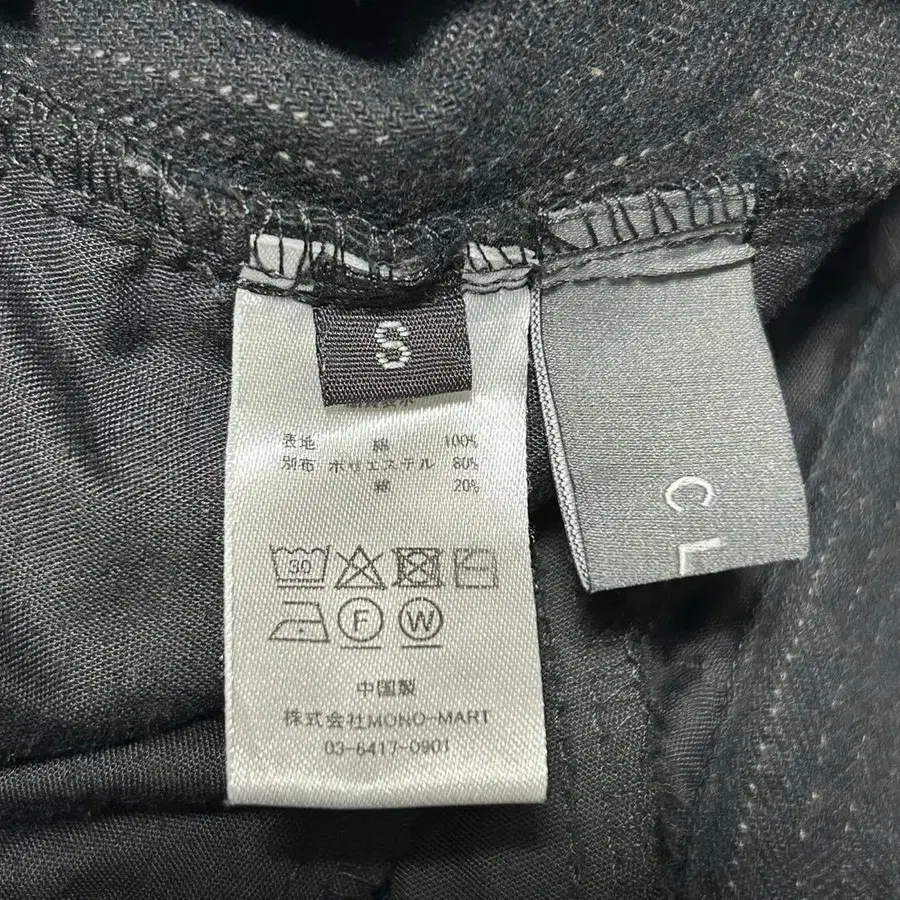 S
表地 綿 100%
別布 ポリエステル 80%
綿 20%
30
F W
中国製
株式会社MONO-MART
03-6417-0901
CL